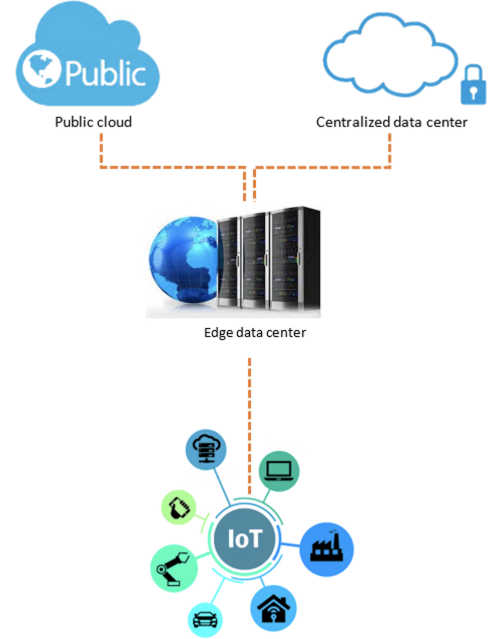 Public
Public cloud
Centralized data center
Edge data center
IoT